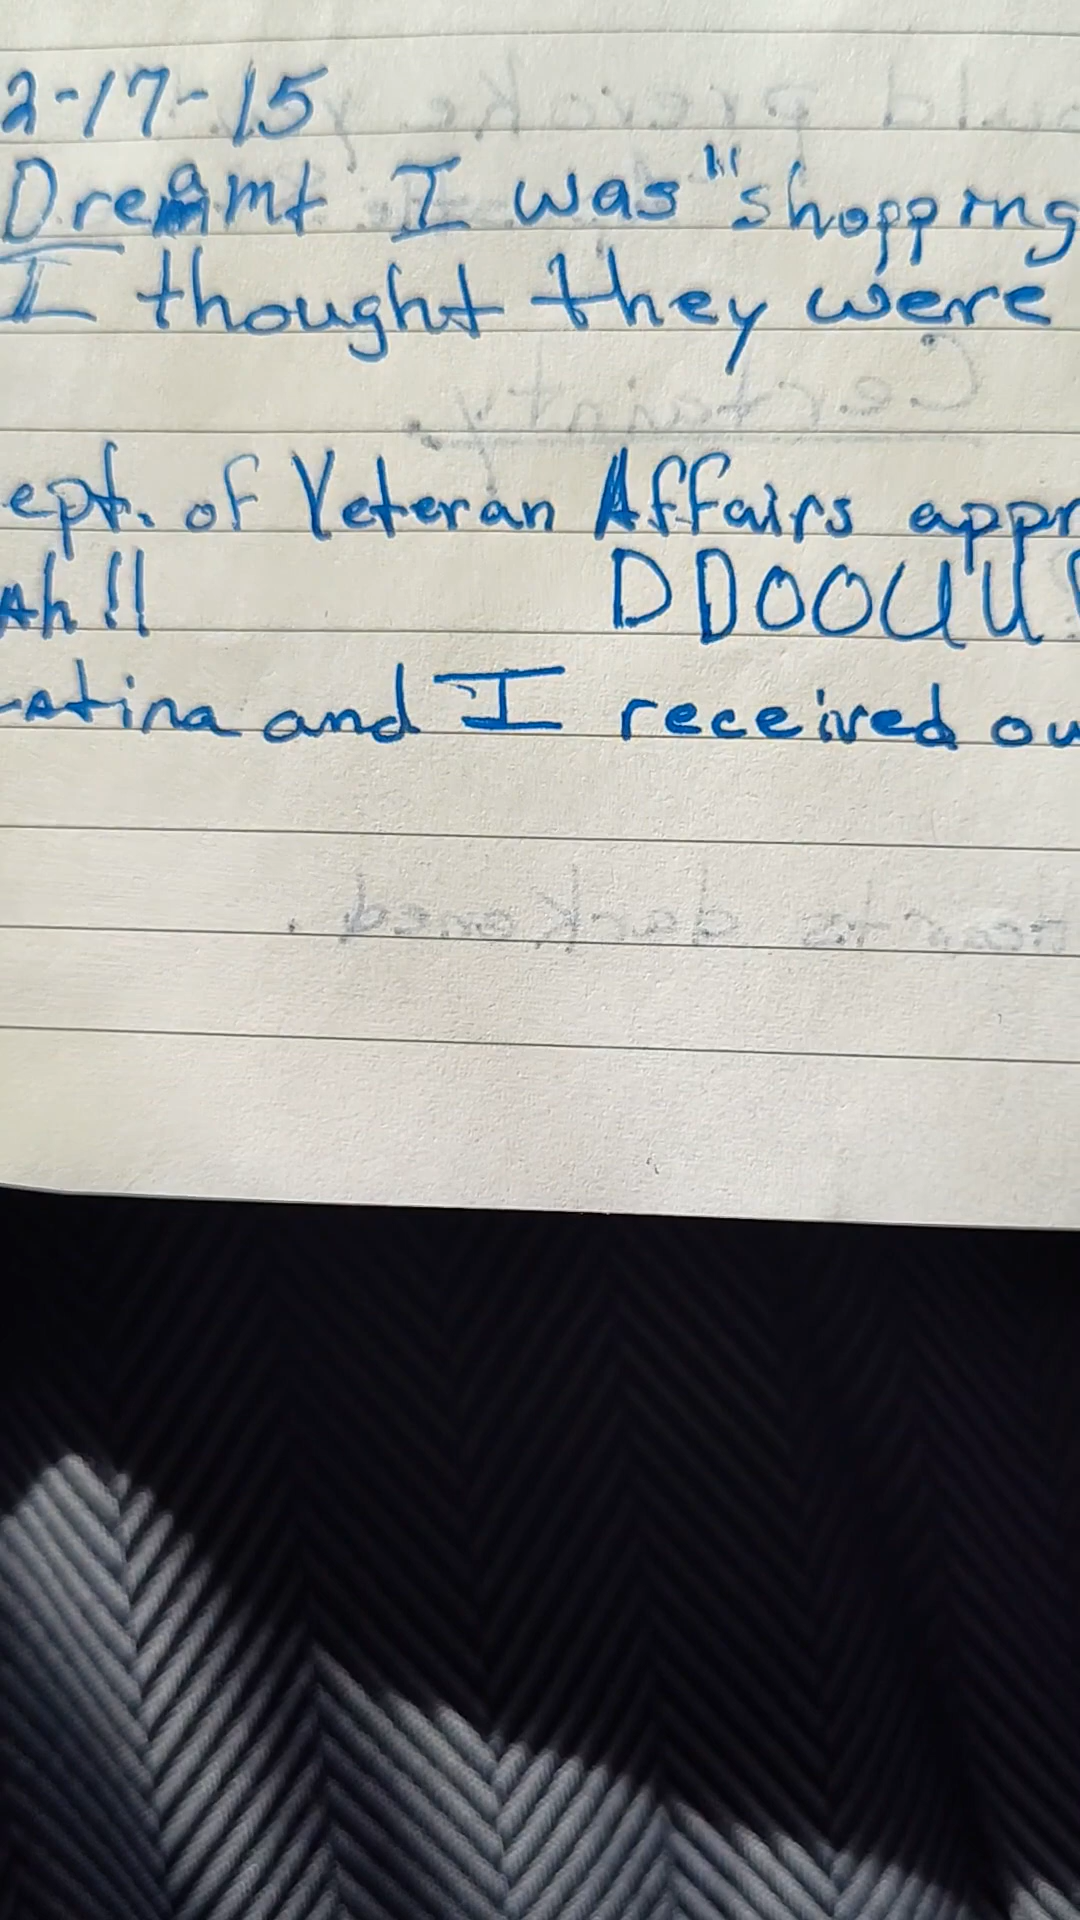 2-17-15
Dreamt I was "shopping
I thought they were
ept. of Veteran Affairs appr
Ah!!   DDOOUU
atina and I received ou